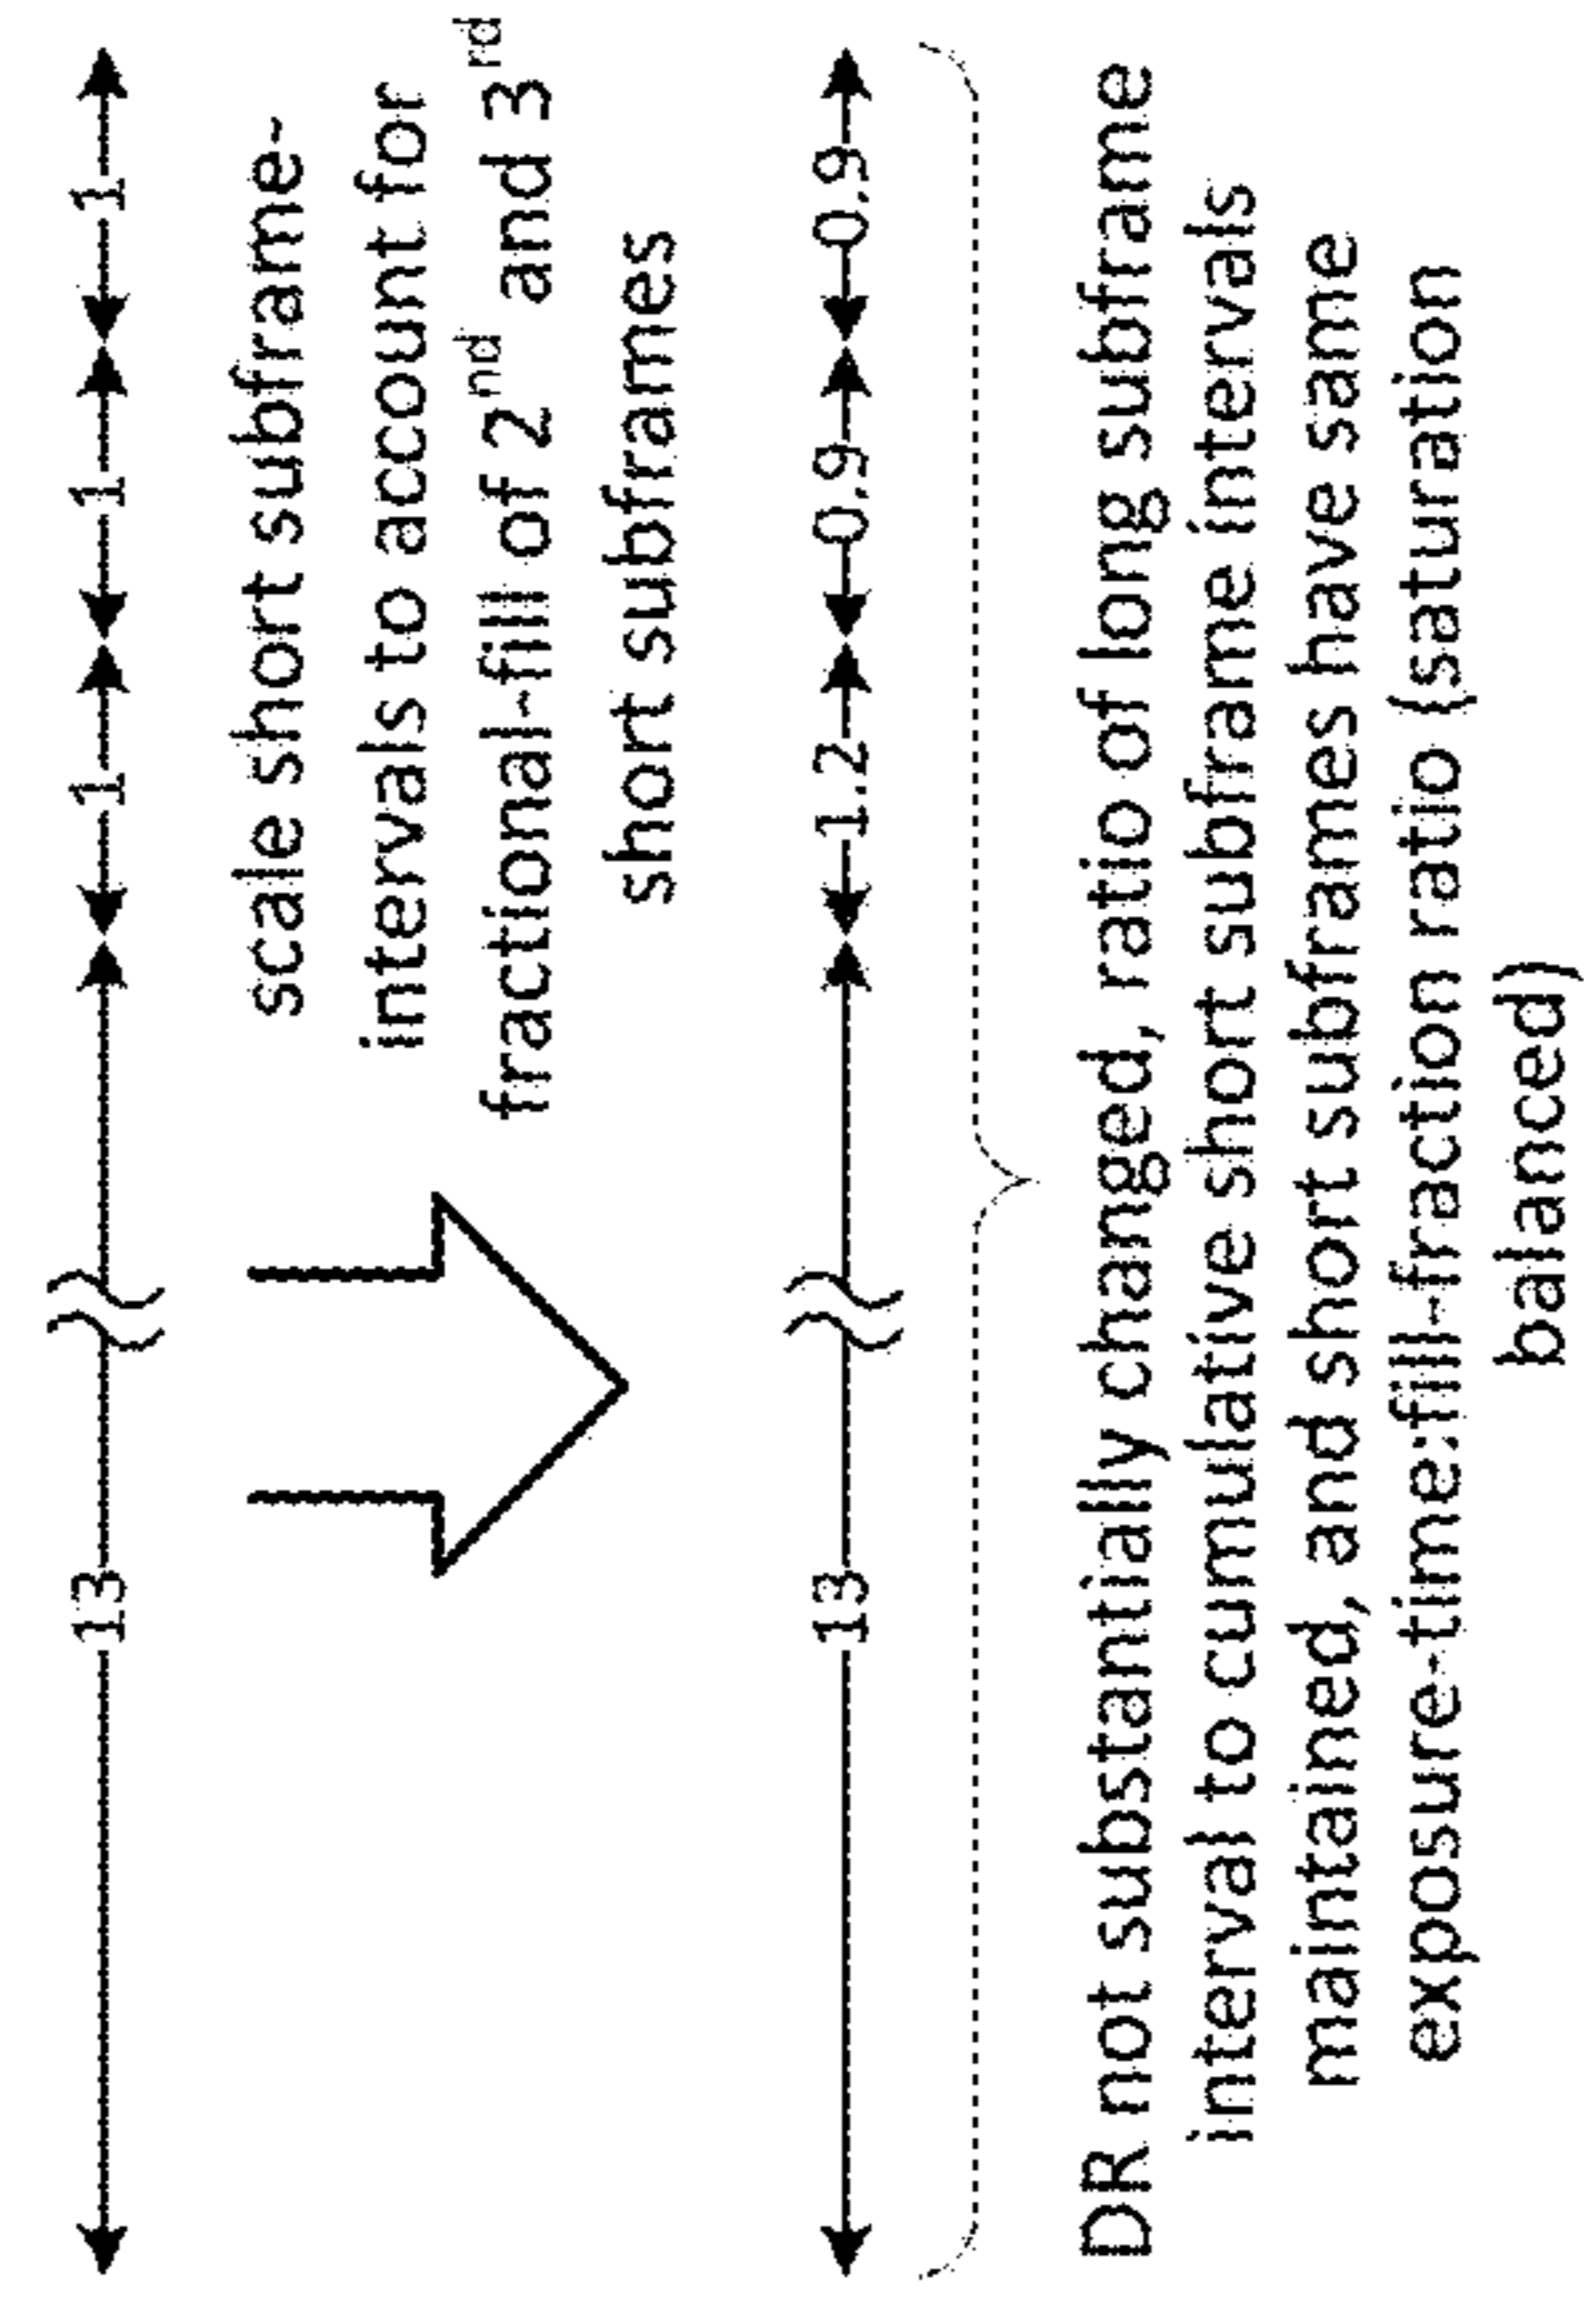 13 1 1 1
scale short subframe-
intervals to account for
fractional-fill of 2nd and 3rd
short subframes
13 1.2 0.9 0.9
DR not substantially changed, ratio of long subframe
interval to cumulative short subframe intervals
maintained, and short subframes have same
exposure-time:fill-fraction ratio (saturation
balanced)